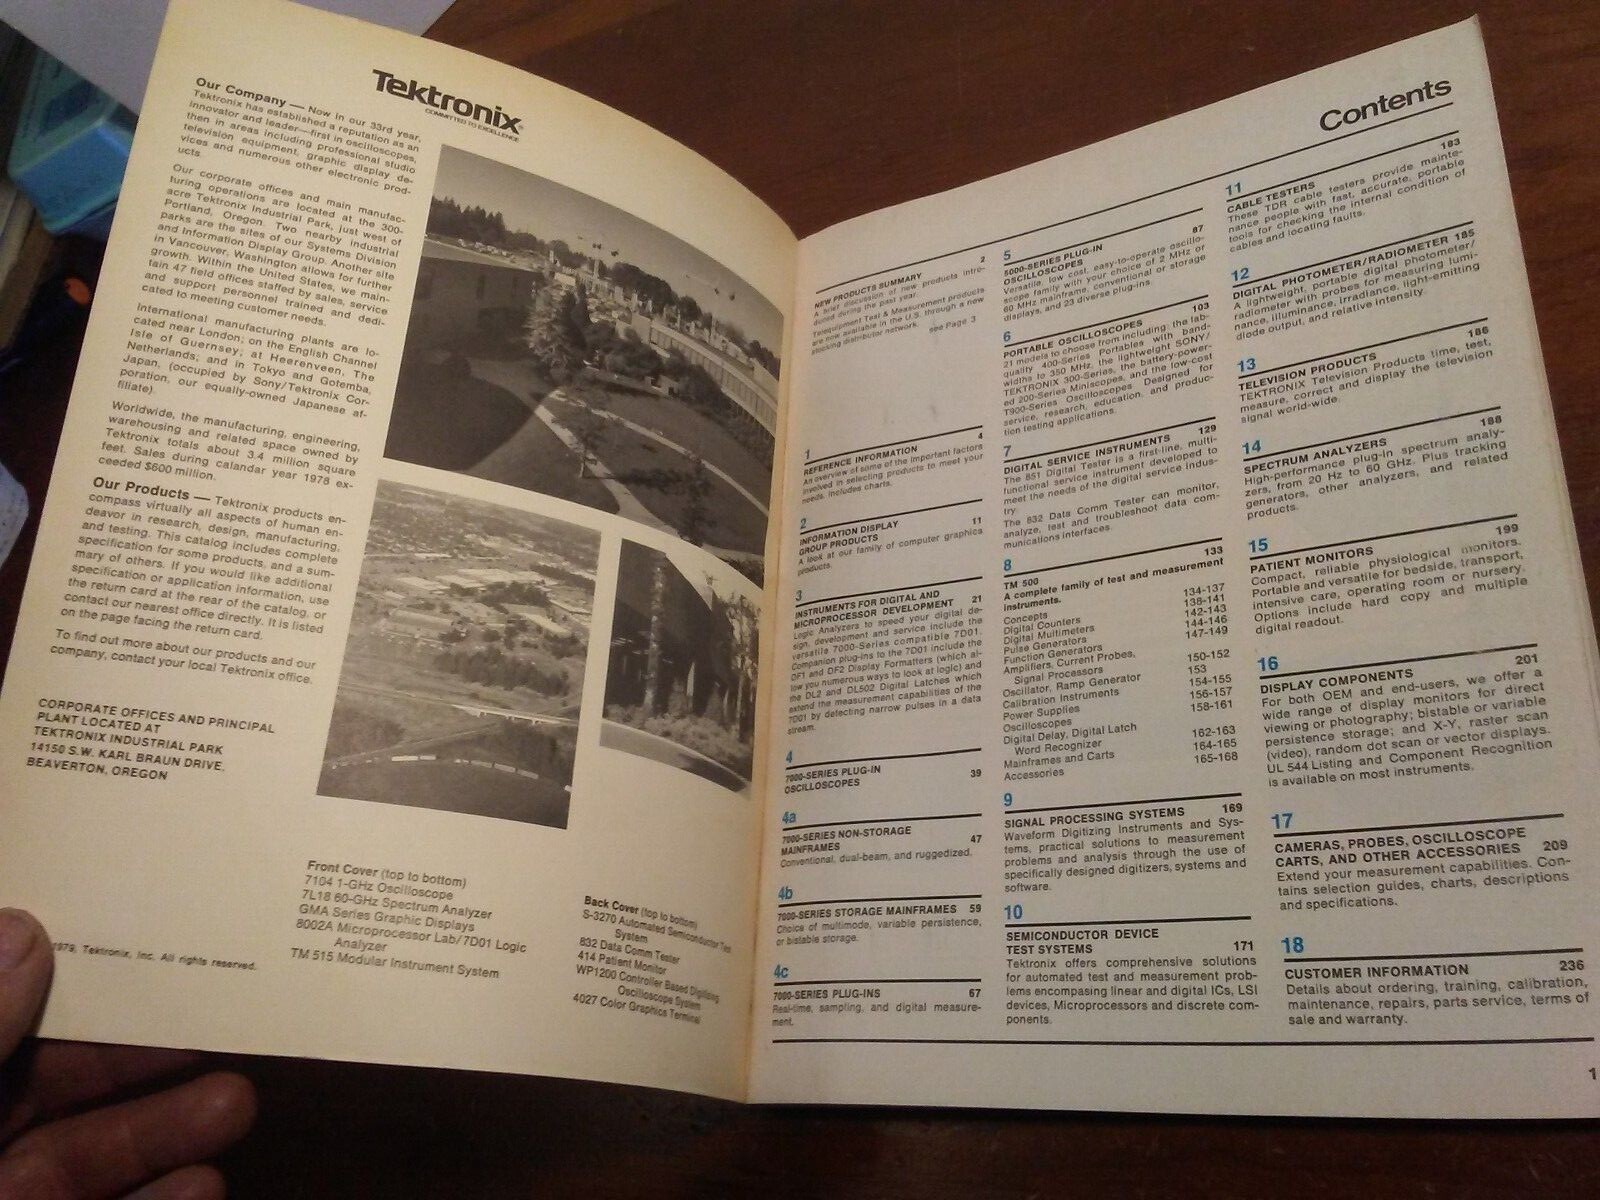 Tektronix®
COMMITTED TO EXCELLENCE
Our Company — Now in our 33rd year,
Tektronix has established a reputation as an
innovator and leader—first in oscilloscopes,
then in areas including professional studio
television equipment, graphic display de-
vices and numerous other electronic prod-
ucts.
Our corporate offices and main manufac-
turing operations are located at the 300-
acre Tektronix Industrial Park, just west of
Portland, Oregon. Two nearby industrial
parks are the sites of our Systems Division
and Information Display Group. Another site
in Vancouver, Washington allows for further
growth. Within the United States, we main-
tain 47 field offices staffed by sales, service
and support personnel trained and dedi-
cated to meeting customer needs.
International manufacturing plants are lo-
cated near London; on the English Channel
Isle of Guernsey; at Heerenveen, The
Netherlands; and in Tokyo and Gotemba,
Japan, (occupied by Sony/Tektronix Cor-
poration, our equally-owned Japanese af-
filiate).
Worldwide, the manufacturing, engineering,
warehousing and related space owned by
Tektronix totals about 3.4 million square
feet. Sales during calandar year 1978 ex-
ceeded $600 million.
Our Products — Tektronix products en-
compass virtually all aspects of human en-
deavor in research, design, manufacturing,
and testing. This catalog includes complete
specification for some products, and a sum-
mary of others. If you would like additional
specification or application information, use
the return card at the rear of the catalog, or
contact our nearest office directly. It is listed
on the page facing the return card.
To find out more about our products and our
company, contact your local Tektronix office.
CORPORATE OFFICES AND PRINCIPAL
PLANT LOCATED AT
TEKTRONIX INDUSTRIAL PARK
14150 S.W. KARL BRAUN DRIVE,
BEAVERTON, OREGON
1979, Tektronix, Inc. All rights reserved.
Front Cover (top to bottom)
7104 1-GHz Oscilloscope
7L18 60-GHz Spectrum Analyzer
GMA Series Graphic Displays
8002A Microprocessor Lab/7D01 Logic
Analyzer
TM 515 Modular Instrument System
Back Cover (top to bottom)
S-3270 Automated Semiconductor Test
System
832 Data Comm Tester
414 Patient Monitor
WP1200 Controller Based Digitizing
Oscilloscope System
4027 Color Graphics Terminal
Contents
NEW PRODUCTS SUMMARY 2
A brief discussion of new products intro-
duced during the past year.
Telequipment Test & Measurement products
are now available in the U.S. through a new
stocking distributor network. see Page 3
1
REFERENCE INFORMATION 4
An overview of some of the important factors
involved in selecting products to meet your
needs. Includes charts.
2
INFORMATION DISPLAY
GROUP PRODUCTS 11
A look at our family of computer graphics
products.
3
INSTRUMENTS FOR DIGITAL AND
MICROPROCESSOR DEVELOPMENT 21
Logic Analyzers to speed your digital de-
sign, development and service include the
versatile 7000-Series compatible 7D01.
Companion plug-ins to the 7D01 include the
DF1 and DF2 Display Formatters (which al-
low you numerous ways to look at logic) and
the DL2 and DL502 Digital Latches which
extend the measurement capabilities of the
7D01 by detecting narrow pulses in a data
stream.
4
7000-SERIES PLUG-IN
OSCILLOSCOPES 39
4a
7000-SERIES NON-STORAGE
MAINFRAMES 47
Conventional, dual-beam, and ruggedized.
4b
7000-SERIES STORAGE MAINFRAMES 59
Choice of multimode, variable persistence,
or bistable storage.
4c
7000-SERIES PLUG-INS 67
Real-time, sampling, and digital measure-
ment.
5
5000-SERIES PLUG-IN 87
OSCILLOSCOPES
Versatile, low cost, easy-to-operate oscillo-
scope family with your choice of 2 MHz or
60 MHz mainframe, conventional or storage
displays, and 23 diverse plug-ins.
6
PORTABLE OSCILLOSCOPES 103
21 models to choose from including the lab-
quality 400-Series Portables with band-
widths to 350 MHz, the lightweight SONY/
TEKTRONIX 300-Series, the battery-power-
ed 200-Series Miniscopes, and the low-cost
T900-Series Oscilloscopes. Designed for
service, research, education, and produc-
tion testing applications.
7
DIGITAL SERVICE INSTRUMENTS 129
The 851 Digital Tester is a first-line, multi-
functional service instrument developed to
meet the needs of the digital service indus-
try.
The 832 Data Comm Tester can monitor,
analyze, test and troubleshoot data com-
munications interfaces.
8
TM 500 133
A complete family of test and measurement
instruments.
Concepts 134-137
Digital Counters 138-141
Digital Multimeters 142-143
Pulse Generators 144-146
Function Generators 147-149
Amplifiers, Current Probes,
Signal Processors 150-152
Oscillator, Ramp Generator 153
Calibration Instruments 154-155
Power Supplies 156-157
Oscilloscopes 158-161
Digital Delay, Digital Latch
Word Recognizer 162-163
Mainframes and Carts 164-165
Accessories 165-168
9
SIGNAL PROCESSING SYSTEMS 169
Waveform Digitizing Instruments and Sys-
tems, practical solutions to measurement
problems and analysis through the use of
specifically designed digitizers, systems and
software.
10
SEMICONDUCTOR DEVICE
TEST SYSTEMS 171
Tektronix offers comprehensive solutions
for automated test and measurement prob-
lems encompasing linear and digital ICs, LSI
devices, Microprocessors and discrete com-
ponents.
11
CABLE TESTERS 183
These TDR cable testers provide mainte-
nance people with fast, accurate, portable
tools for checking the internal condition of
cables and locating faults.
12
DIGITAL PHOTOMETER/RADIOMETER 185
A lightweight, portable digital photometer/
radiometer with probes for measuring lumi-
nance, illuminance, irradiance, light-emitting
diode output, and relative intensity.
13
TELEVISION PRODUCTS 186
TEKTRONIX Television Products time, test,
measure, correct and display the television
signal world-wide.
14
SPECTRUM ANALYZERS 188
High-performance plug-in spectrum analy-
zers, from 20 Hz to 60 GHz. Plus tracking
generators, other analyzers, and related
products.
15
PATIENT MONITORS 199
Compact, reliable physiological monitors.
Portable and versatile for bedside, transport,
intensive care, operating room or nursery.
Options include hard copy and multiple
digital readout.
16
DISPLAY COMPONENTS 201
For both OEM and end-users, we offer a
wide range of display monitors for direct
viewing or photography; bistable or variable
persistence storage; and X-Y, raster scan
(video), random dot scan or vector displays.
UL 544 Listing and Component Recognition
is available on most instruments.
17
CAMERAS, PROBES, OSCILLOSCOPE
CARTS, AND OTHER ACCESSORIES 209
Extend your measurement capabilities. Con-
tains selection guides, charts, descriptions
and specifications.
18
CUSTOMER INFORMATION 236
Details about ordering, training, calibration,
maintenance, repairs, parts service, terms of
sale and warranty.
1